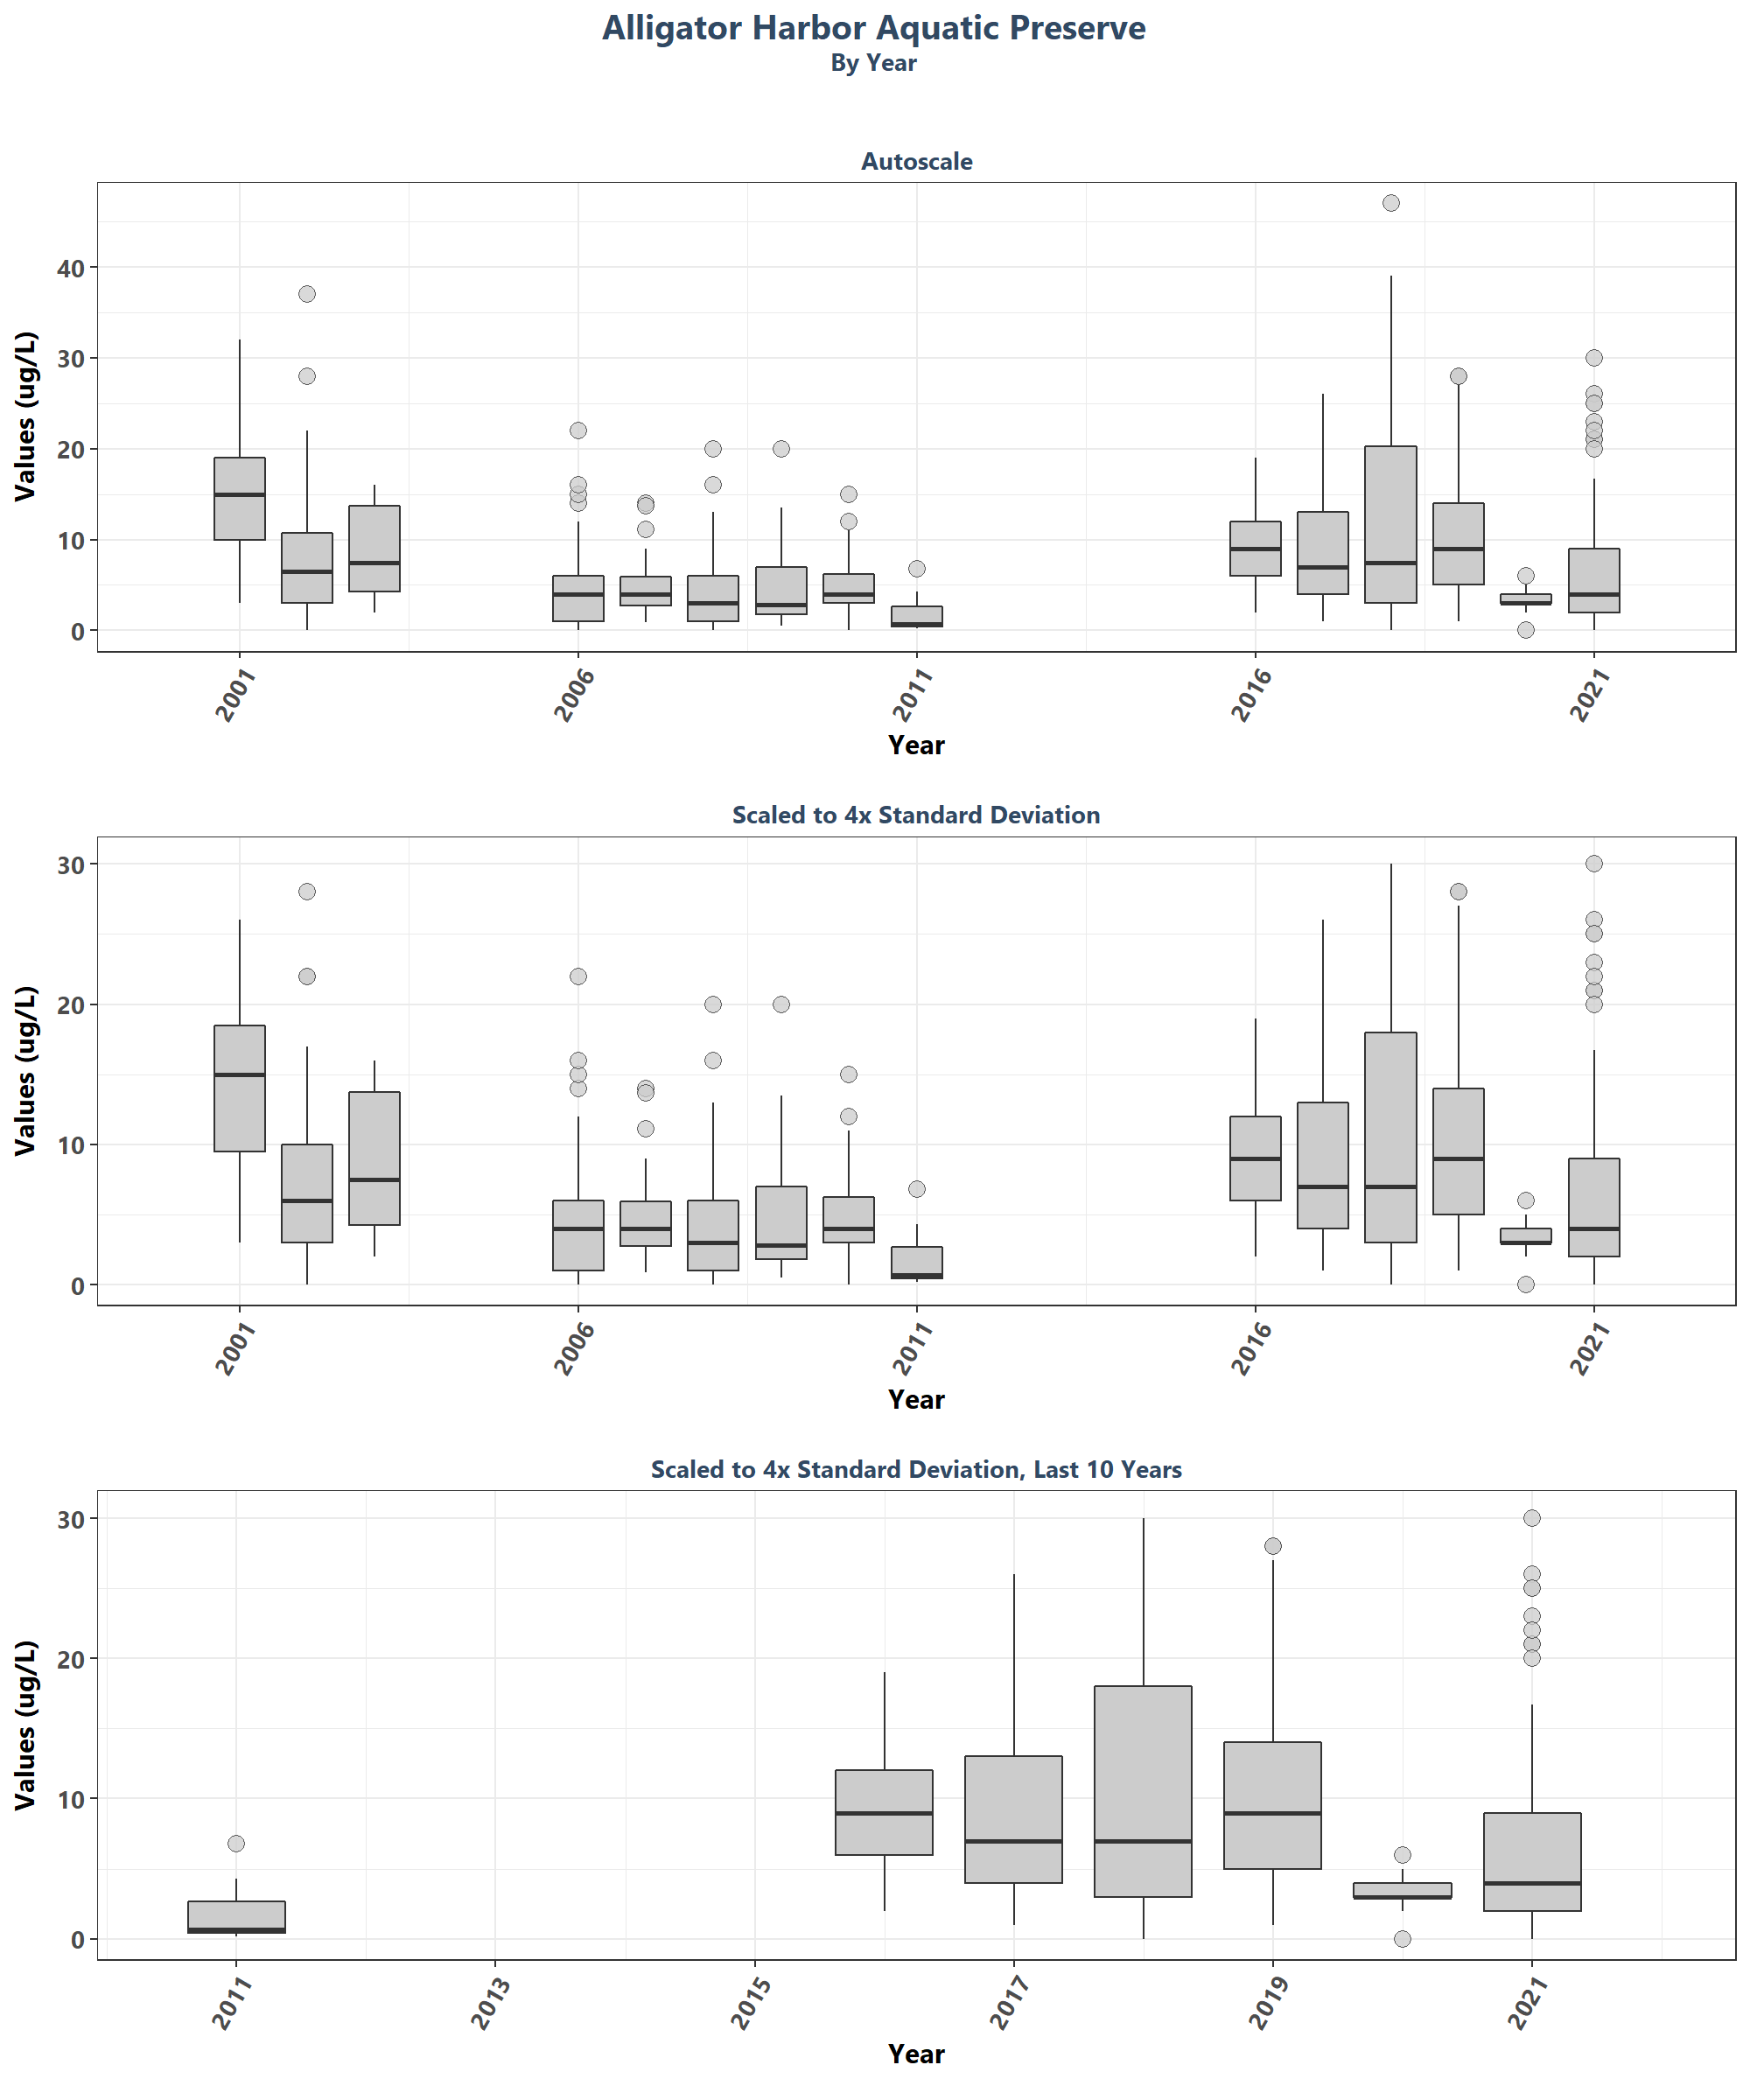 Alligator Harbor Aquatic Preserve
By Year
Autoscale
Values (ug/L)
40
30
20
10
0
2001
2006
2011
2016
2021
Year
Scaled to 4x Standard Deviation
Values (ug/L)
30
20
10
0
2001
2006
2011
2016
2021
Year
Scaled to 4x Standard Deviation, Last 10 Years
Values (ug/L)
30
20
10
0
2011
2013
2015
2017
2019
2021
Year